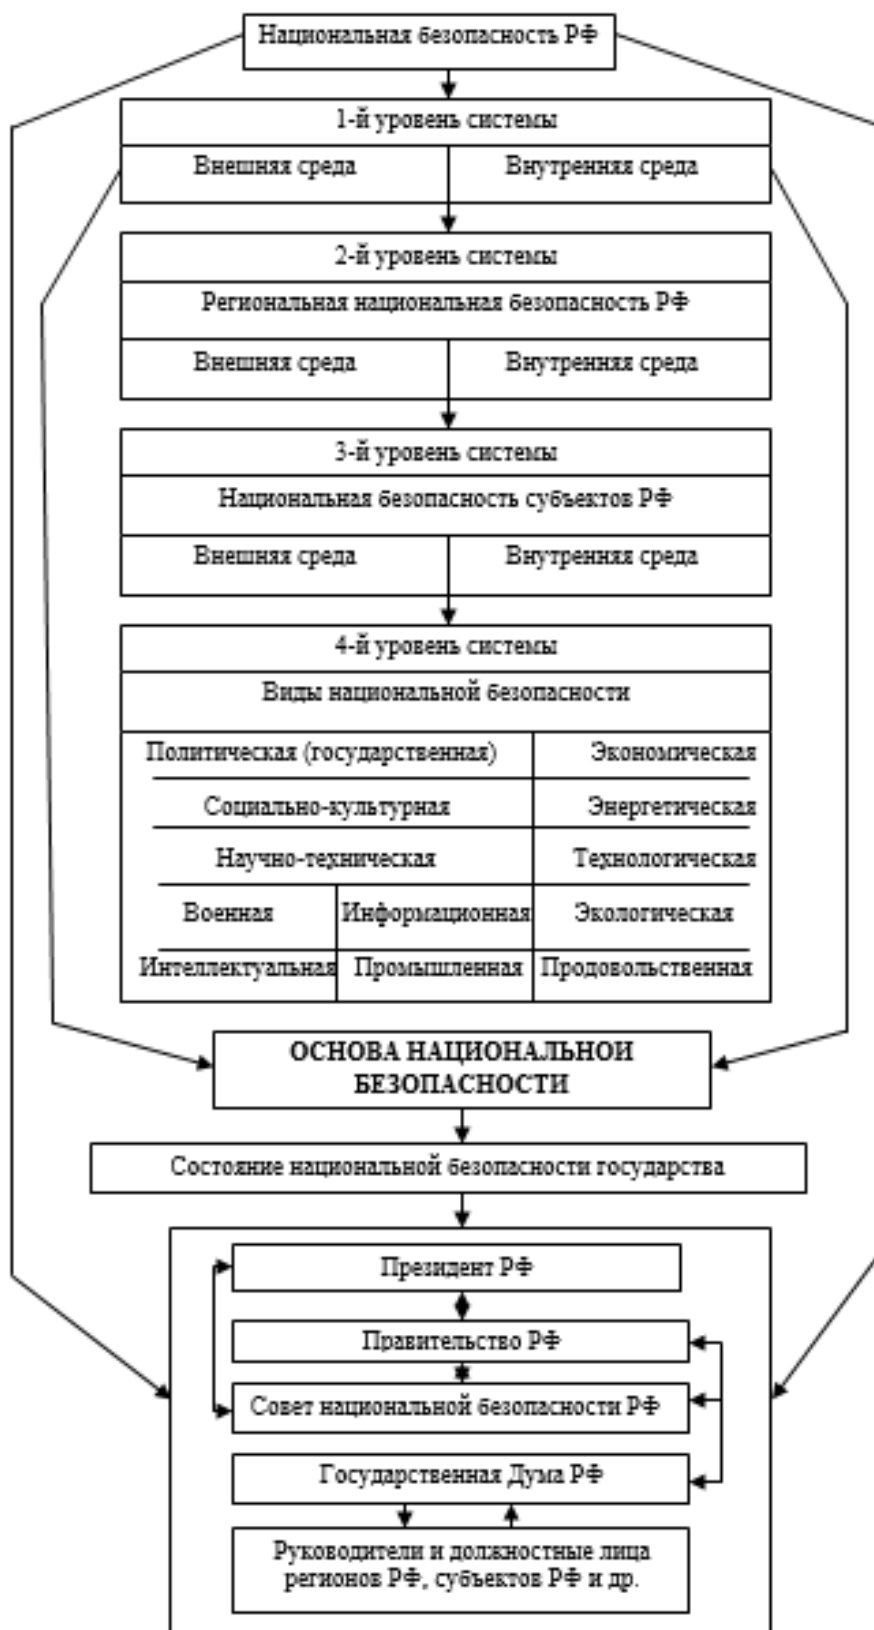 Национальная безопасность РФ
1-й уровень системы
Внешняя среда
Внутренняя среда
2-й уровень системы
Региональная национальная безопасность РФ
Внешняя среда
Внутренняя среда
3-й уровень системы
Национальная безопасность субъектов РФ
Внешняя среда
Внутренняя среда
4-й уровень системы
Виды национальной безопасности
Политическая (государственная)
Экономическая
Социально-культурная
Энергетическая
Научно-техническая
Технологическая
Военная
Информационная
Экологическая
Интеллектуальная
Промышленная
Продовольственная
ОСНОВА НАЦИОНАЛЬНОЙ
БЕЗОПАСНОСТИ
Состояние национальной безопасности государства
Президент РФ
Правительство РФ
Совет национальной безопасности РФ
Государственная Дума РФ
Руководители и должностные лица
регионов РФ, субъектов РФ и др.